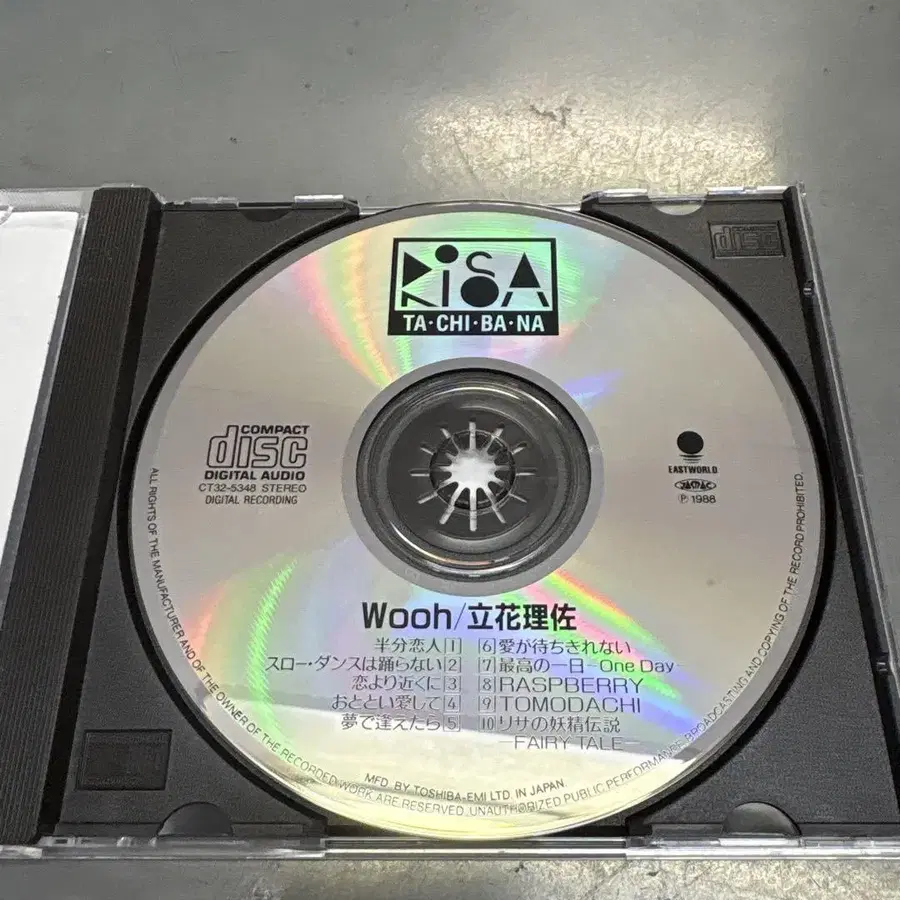 RISA
TA・CHI・BA・NA
COMPACT
disc
DIGITAL AUDIO
CT32-5348 STEREO
DIGITAL RECORDING
EASTWORLD
JASRAC
Ⓟ 1988
Wooh/立花理佐
半分恋人 1
スロー・ダンスは踊らない 2
恋より近くに 3
おととい愛して 4
夢で逢えたら 5
6 愛が待ちきれない
7 最高の一日-One Day-
8 RASPBERRY
9 TOMODACHI
10 リサの妖精伝説
-FAIRY TALE-
MFD. BY TOSHIBA-EMI LTD. IN JAPAN.
ALL RIGHTS OF THE MANUFACTURER AND OF THE OWNER OF THE RECORDED WORK ARE RESERVED. UNAUTHORIZED PUBLIC PERFORMANCE, BROADCASTING AND COPYING OF THE RECORD PROHIBITED.
disc